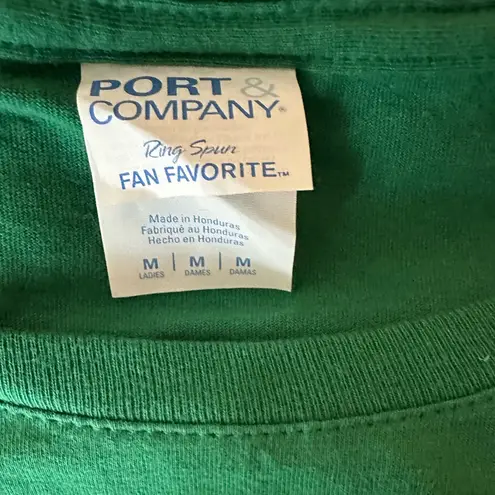 PORT &
COMPANY®
Ring Spun
FAN FAVORITE™
Made in Honduras
Fabriqué au Honduras
Hecho en Honduras
M | M | M
LADIES DAMES DAMAS